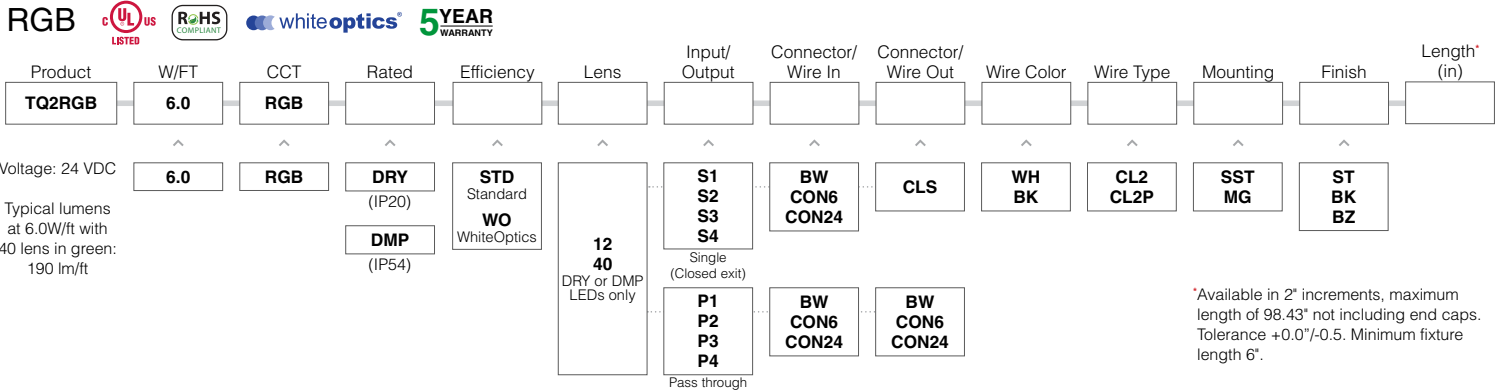 RGB
c UL US LISTED
RoHS COMPLIANT
whiteoptics®
5 YEAR WARRANTY
Product
W/FT
CCT
Rated
Efficiency
Lens
Input/
Output
Connector/
Wire In
Connector/
Wire Out
Wire Color
Wire Type
Mounting
Finish
Length*
(in)
TQ2RGB
6.0
RGB
Voltage: 24 VDC
Typical lumens
at 6.0W/ft with
40 lens in green:
190 lm/ft
6.0
RGB
DRY
(IP20)
DMP
(IP54)
STD
Standard
WO
WhiteOptics
12
40
DRY or DMP
LEDs only
S1
S2
S3
S4
Single
(Closed exit)
BW
CON6
CON24
CLS
P1
P2
P3
P4
Pass through
BW
CON6
CON24
BW
CON6
CON24
WH
BK
CL2
CL2P
SST
MG
ST
BK
BZ
*Available in 2" increments, maximum
length of 98.43" not including end caps.
Tolerance +0.0”/-0.5. Minimum fixture
length 6".